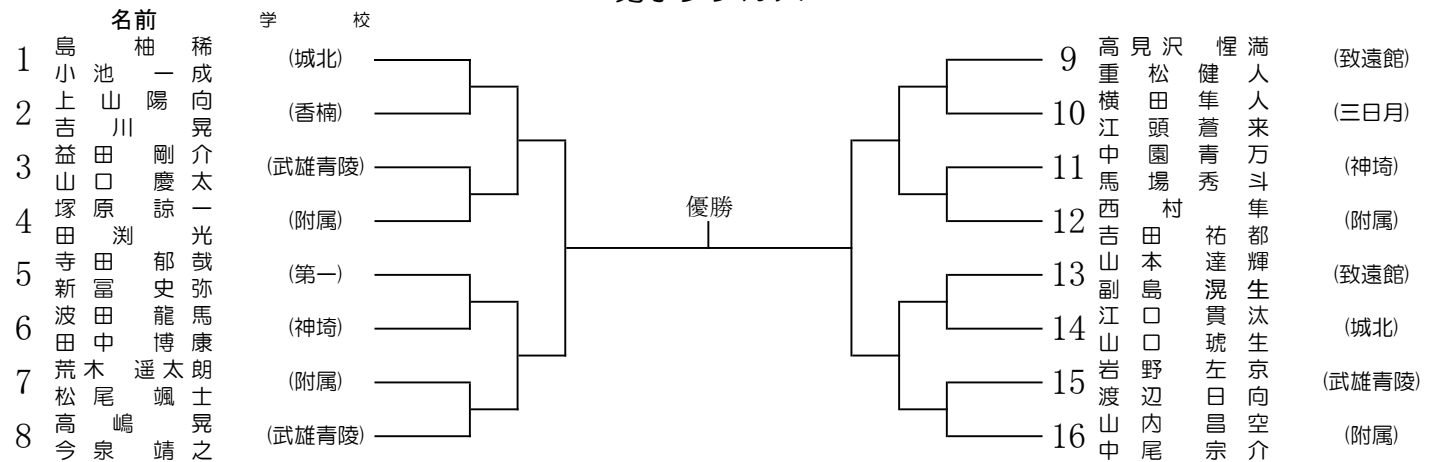 名前 学校
1 島 柚稀 (城北)
小池 一成
2 上山陽向 (香楠)
吉川 晃
3 益田 剛介 (武雄青陵)
山口 慶太
4 塚原 諒一 (附属)
田渕 光
5 寺田 郁哉 (第一)
新冨 史弥
6 波田 龍馬 (神埼)
田中 博康
7 荒木 遥太朗 (附属)
松尾 颯士
8 高嶋 晃 (武雄青陵)
今泉 靖之
優勝
9 高見沢 惺満 (致遠館)
重松健人
10 横田隼人 (三日月)
江頭蒼来
11 中園青万 (神埼)
馬場秀斗
12 西村 隼 (附属)
吉田 祐都
13 山本 達輝 (致遠館)
副島 滉生
14 江口 貫汰 (城北)
山口 琥生
15 岩野 左京 (武雄青陵)
渡辺 日向
16 山内 昌空 (附属)
中尾 宗介